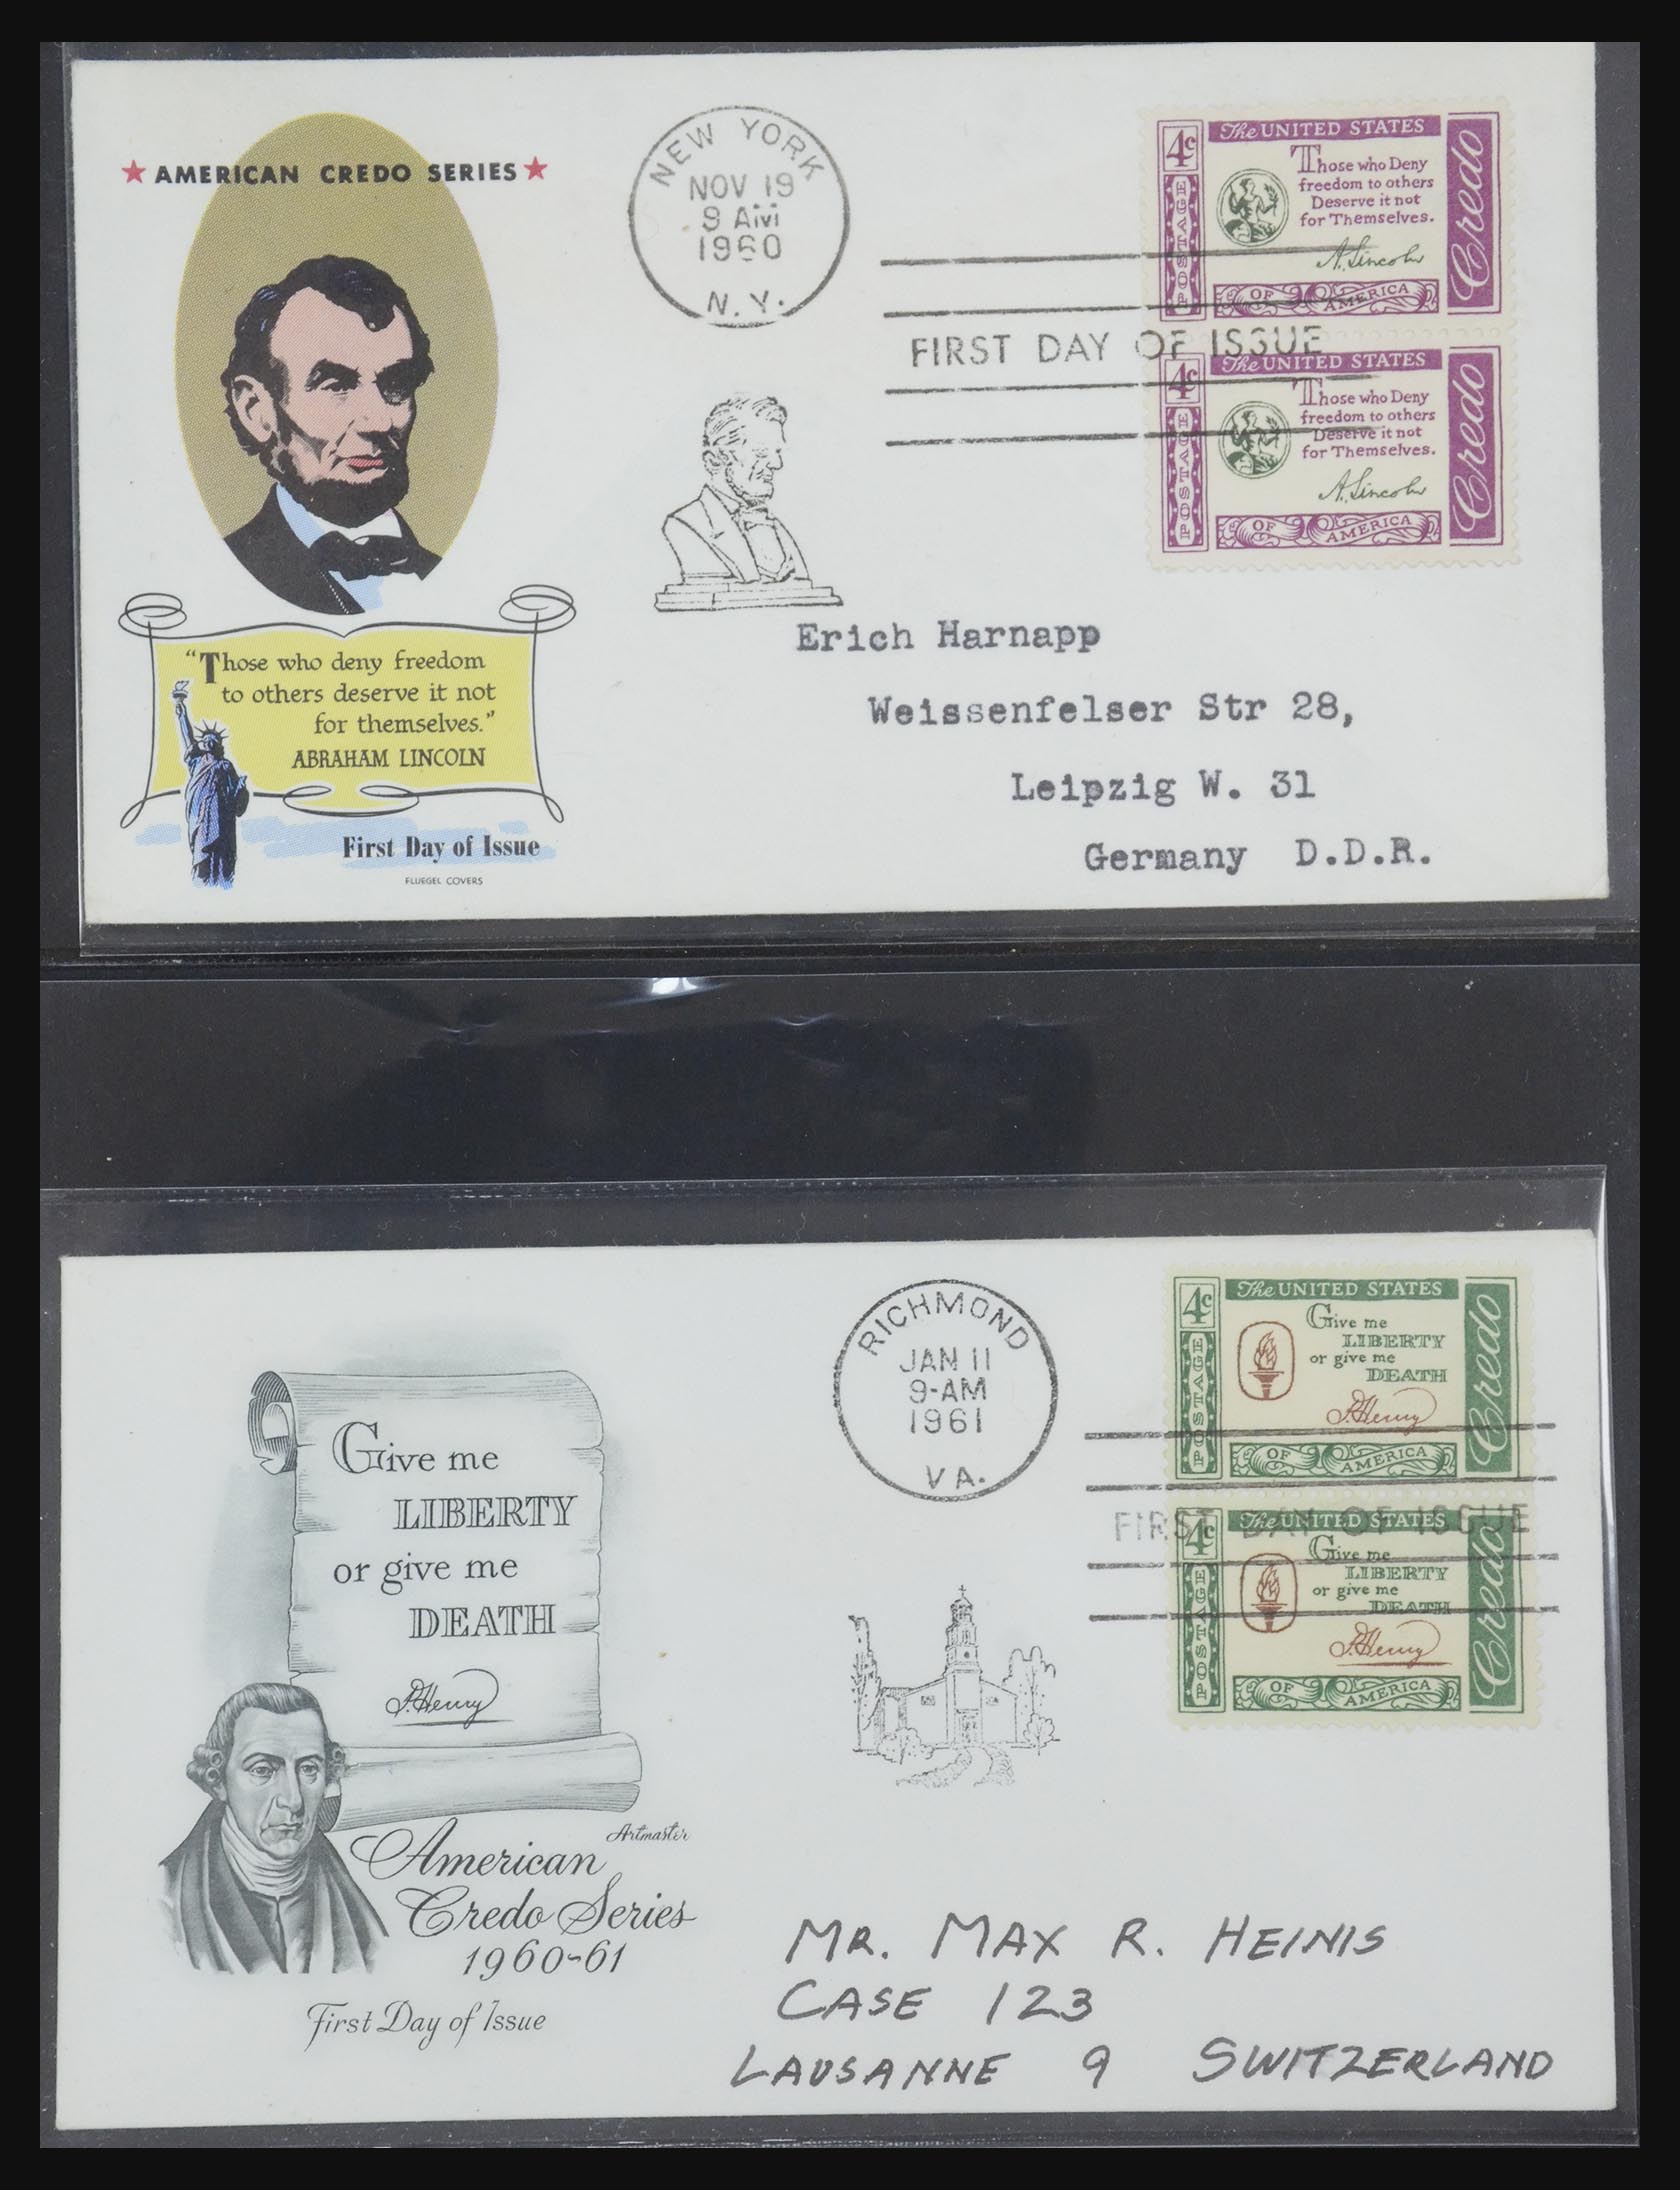 ★ AMERICAN CREDO SERIES ★
NEW YORK
NOV 19
9 AM
1960
N. Y.
FIRST DAY OF ISSUE
4c
The UNITED STATES
POSTAGE
Those who Deny
freedom to others
Deserve it not
for Themselves.
A. Lincoln
OF AMERICA
Credo
4c
The UNITED STATES
POSTAGE
Those who Deny
freedom to others
Deserve it not
for Themselves.
A. Lincoln
OF AMERICA
Credo
"Those who deny freedom
to others deserve it not
for themselves."
ABRAHAM LINCOLN
First Day of Issue
FLUEGEL COVERS
Erich Harnapp
Weissenfelser Str 28,
Leipzig W. 31
Germany D.D.R.
RICHMOND
JAN 11
9-AM
1961
VA.
FIRST DAY OF ISSUE
4c
The UNITED STATES
POSTAGE
Give me
LIBERTY
or give me
DEATH
P. Henry
OF AMERICA
Credo
4c
The UNITED STATES
POSTAGE
Give me
LIBERTY
or give me
DEATH
P. Henry
OF AMERICA
Credo
Give me
LIBERTY
or give me
DEATH
P. Henry
Artmaster
American
Credo Series
1960-61
First Day of Issue
MR. MAX R. HEINIS
CASE 123
LAUSANNE 9 SWITZERLAND